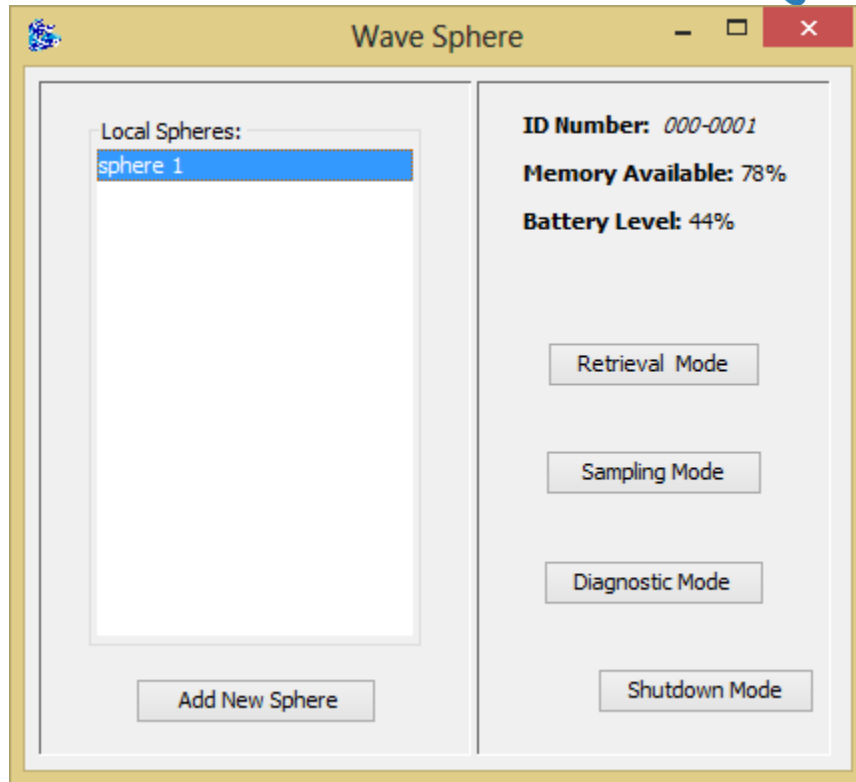 Wave Sphere
Local Spheres:
sphere 1
Add New Sphere
ID Number: 000-0001
Memory Available: 78%
Battery Level: 44%
Retrieval Mode
Sampling Mode
Diagnostic Mode
Shutdown Mode